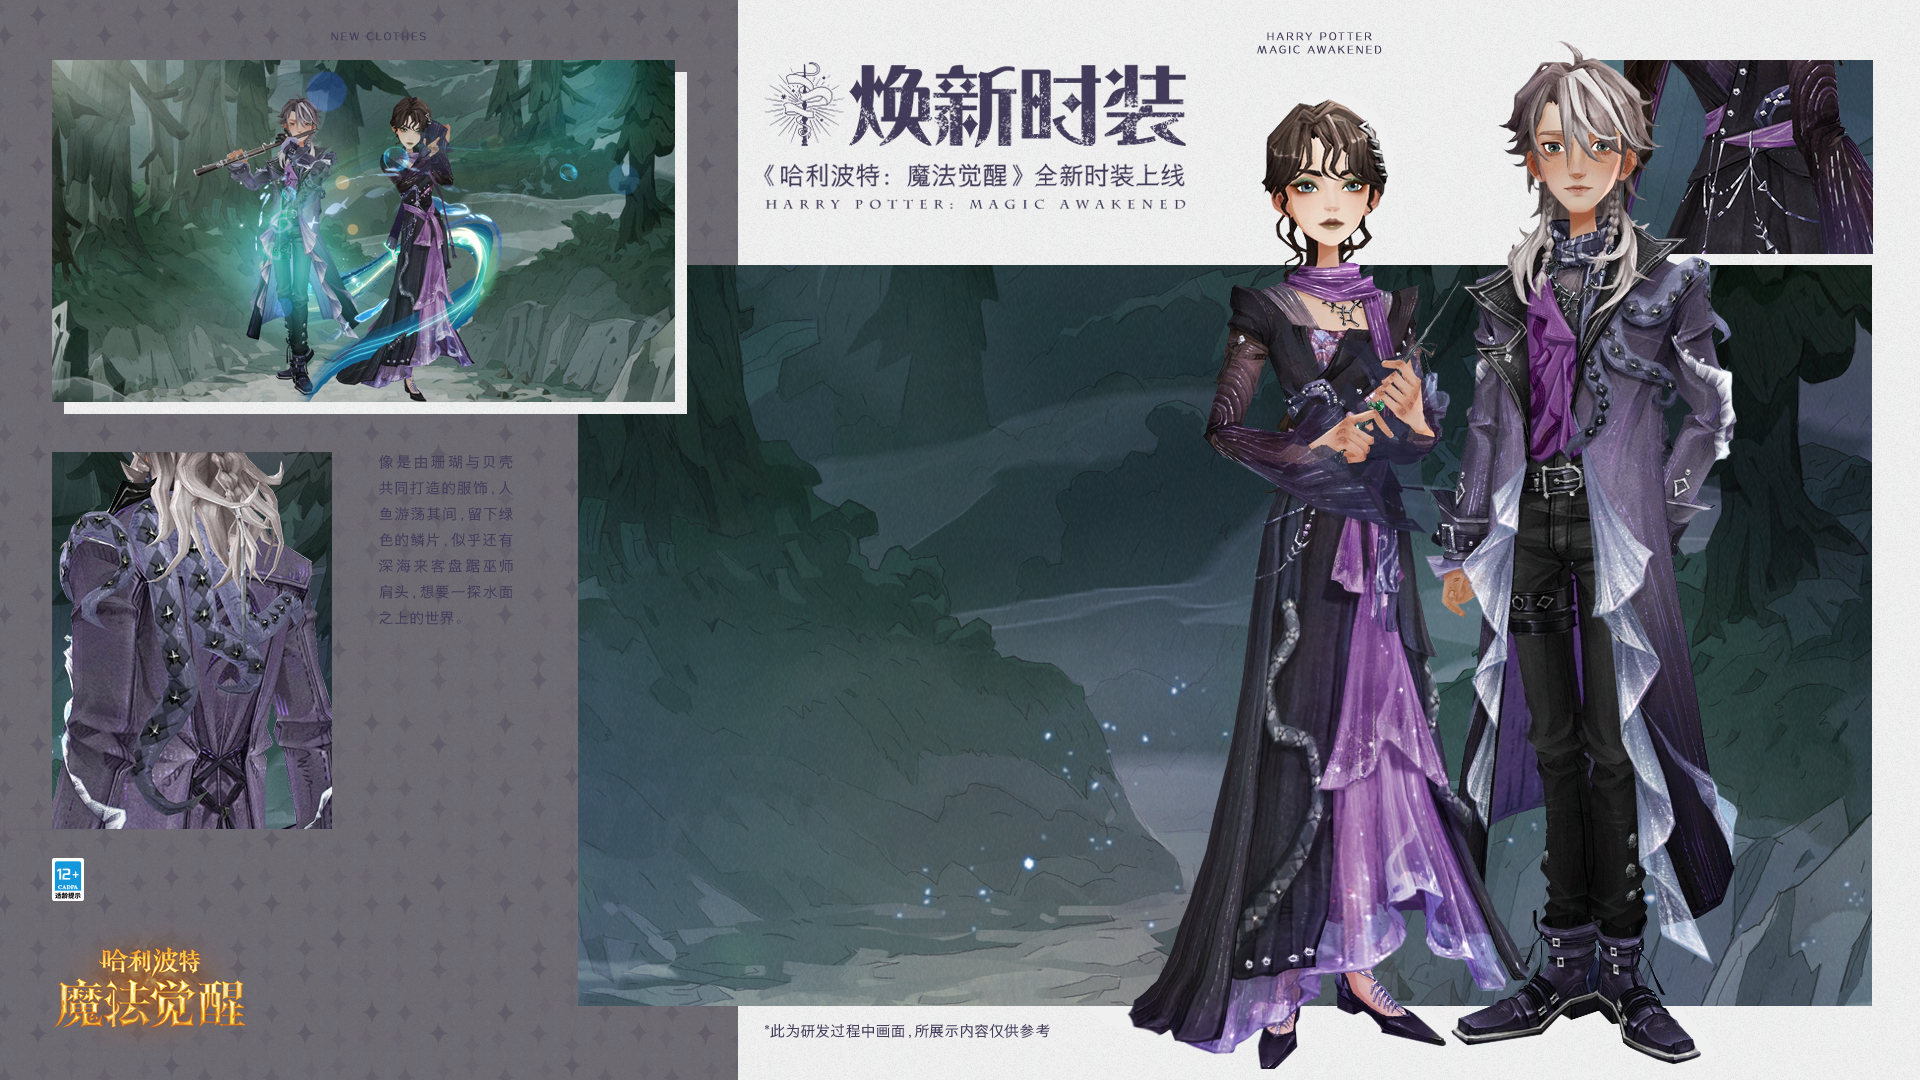 NEW CLOTHES
HARRY POTTER
MAGIC AWAKENED
焕新时装
《哈利波特：魔法觉醒》全新时装上线
HARRY POTTER: MAGIC AWAKENED
像是由珊瑚与贝壳
共同打造的服饰，人
鱼游荡其间，留下绿
色的鳞片，似乎还有
深海来客盘踞巫师
肩头，想要一探水面
之上的世界。
12+
CADPA
适龄提示
哈利波特
魔法觉醒
*此为研发过程中画面，所展示内容仅供参考